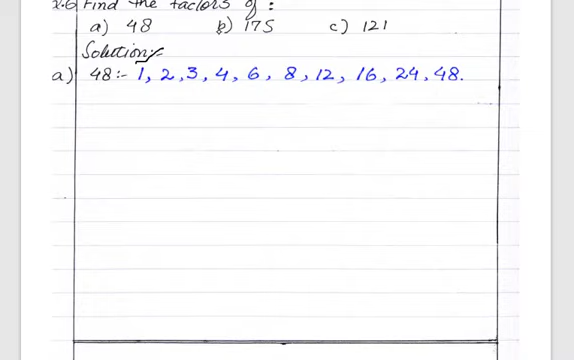 Q.6 Find the factors of :
a) 48 b) 175 c) 121
Solution
a) 48 :- 1, 2, 3, 4, 6, 8, 12, 16, 24, 48.